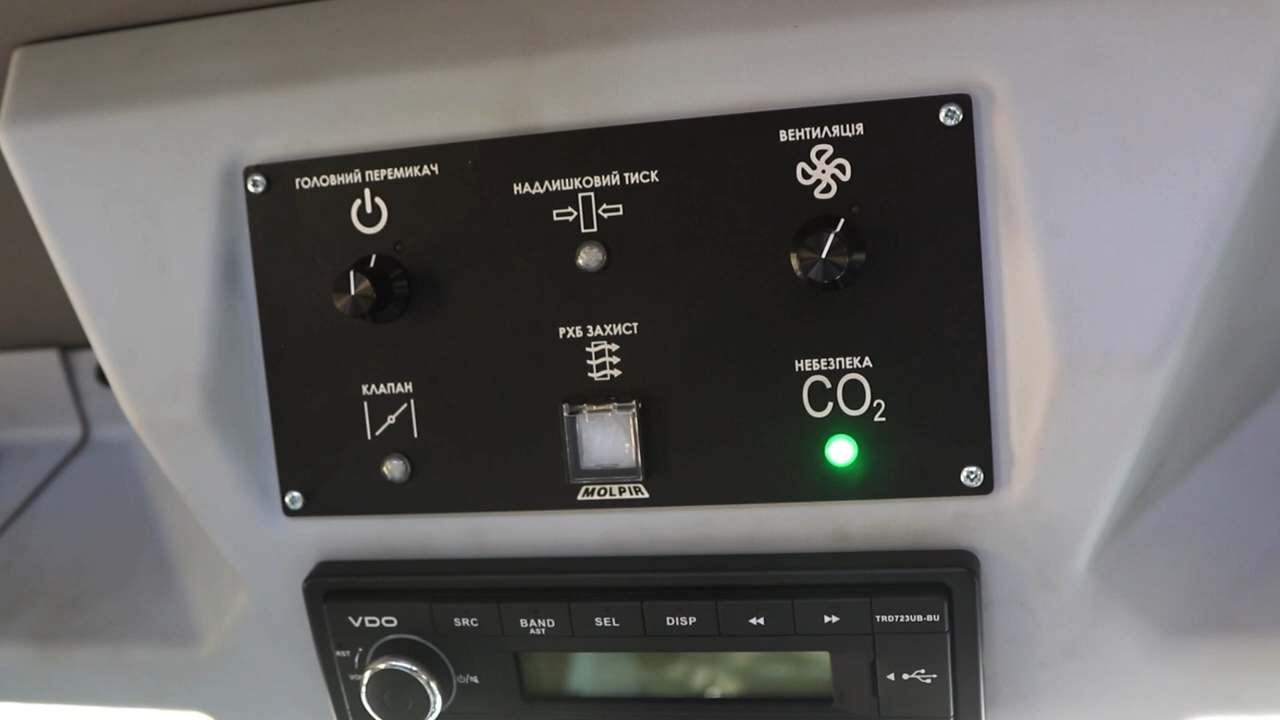 ГОЛОВНИЙ ПЕРЕМИКАЧ
НАДЛИШКОВИЙ ТИСК
ВЕНТИЛЯЦІЯ
КЛАПАН
РХБ ЗАХИСТ
НЕБЕЗПЕКА
CO2
MOLPIR
VDO
SRC
BAND
AST
SEL
DISP
TRD723UB-BU
RST